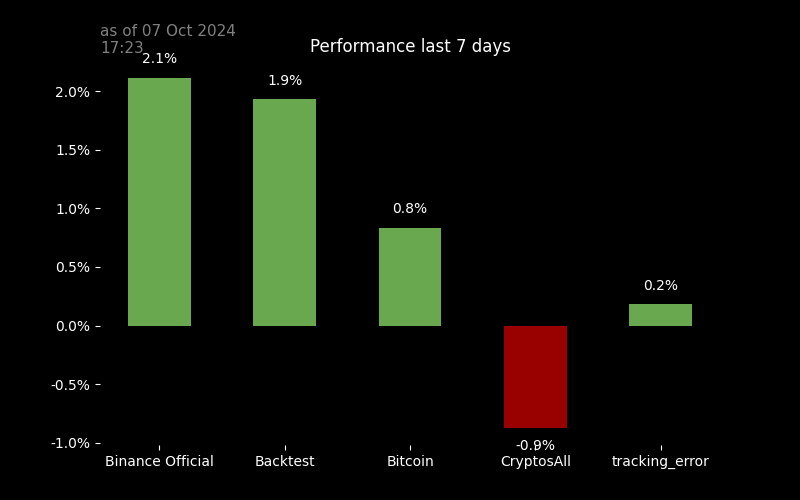 as of 07 Oct 2024
17:23
Performance last 7 days
2.1%
1.9%
0.8%
-0.9%
0.2%
2.0%
1.5%
1.0%
0.5%
0.0%
-0.5%
-1.0%
Binance Official
Backtest
Bitcoin
CryptosAll
tracking_error